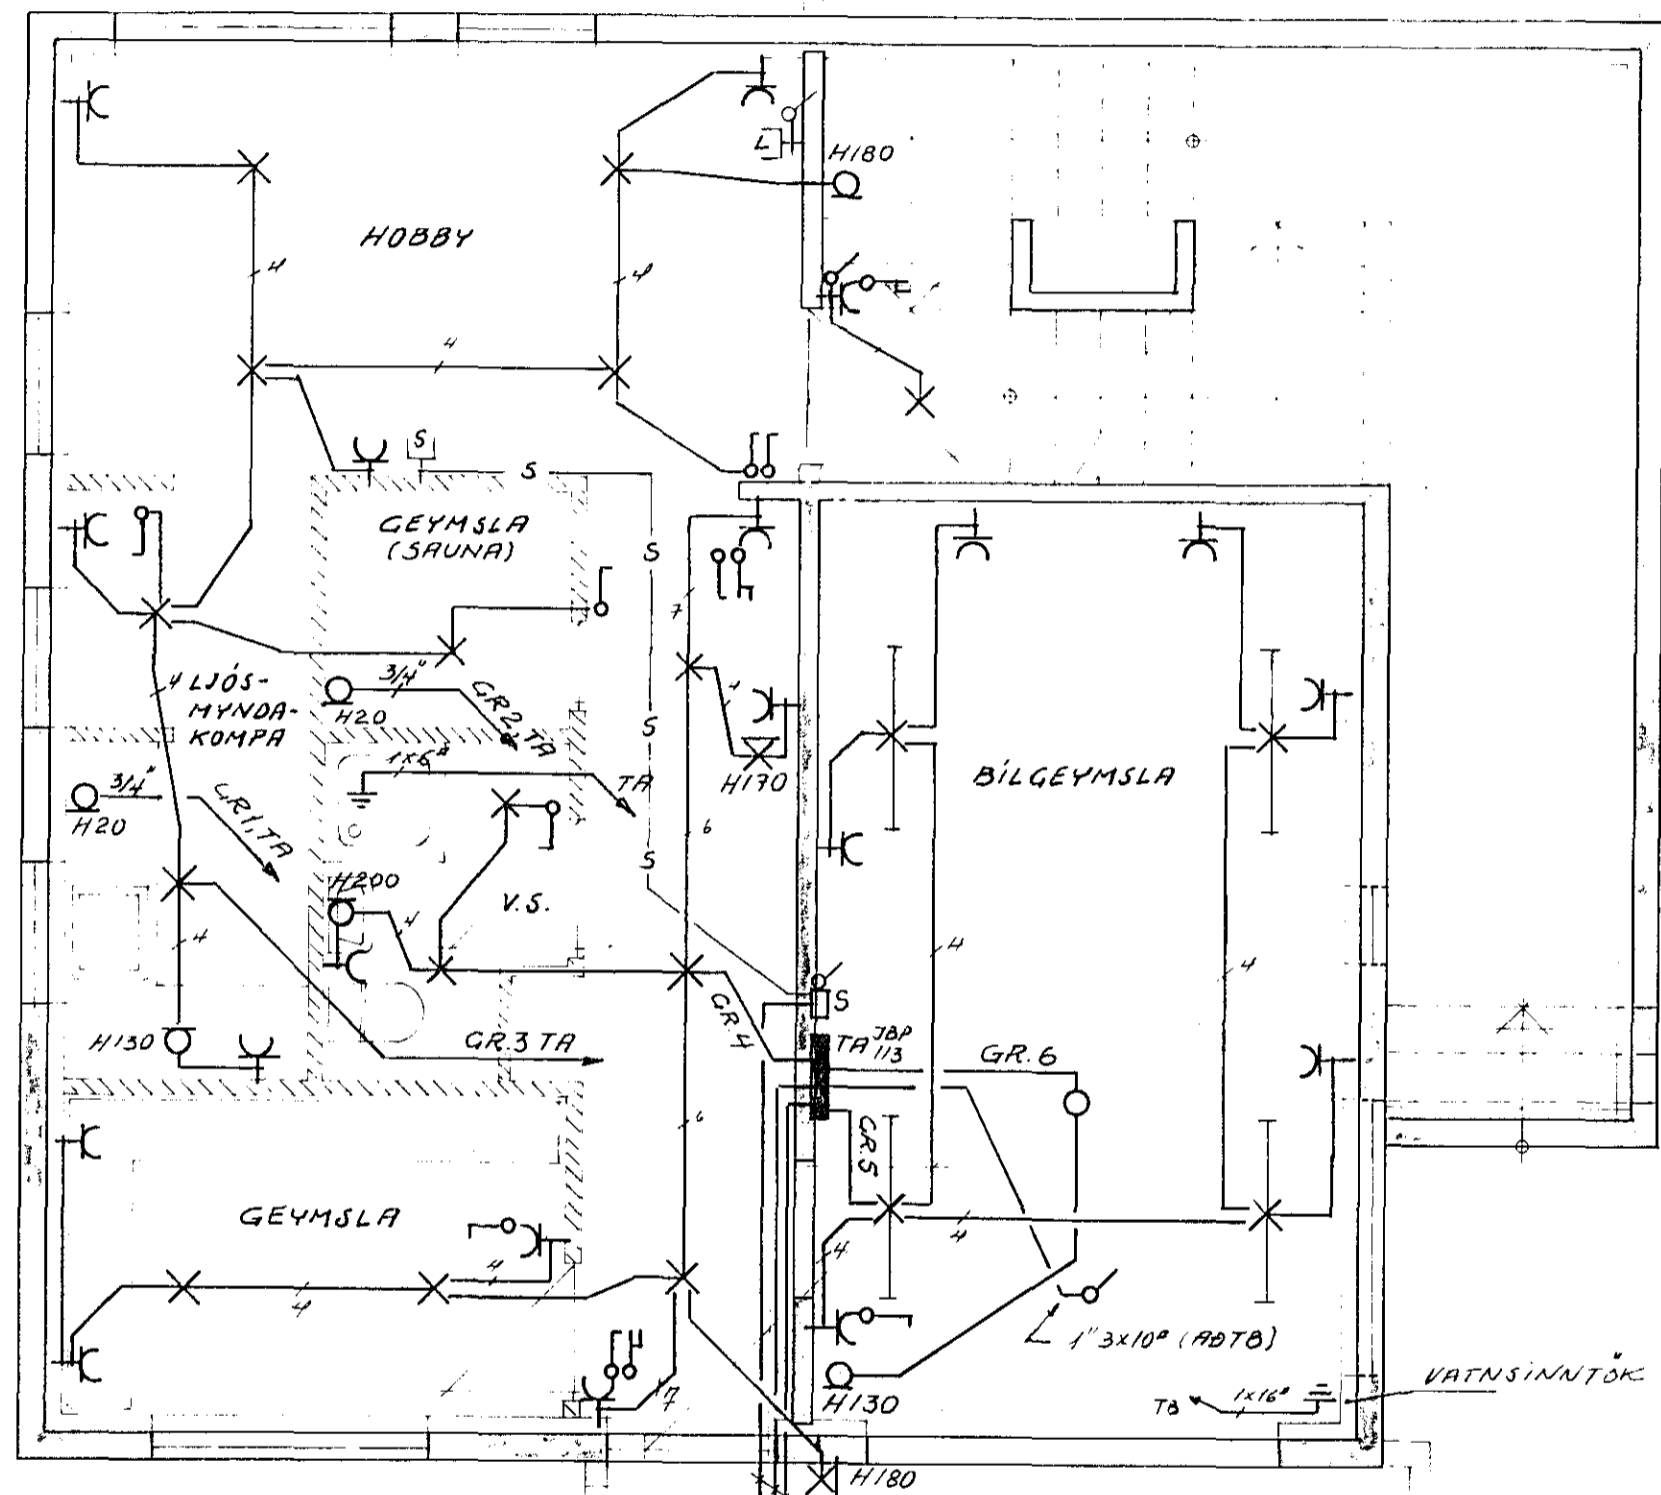 L
H180
HOBBY
4
4
4
S
S
GEYMSLA
(SAUNA)
S
7
4 LJÓS-
MYNDA-
KOMPA
3/4"
H20
GR2, TA
4
H170
S
BÍLGEYMSLA
3/4"
H20
GR1, TA
1x6°
TA
6
S
H200
V.S.
4
4
4
4
GR.4
S
TA JBP
113
GR.6
H130
GR.3 TA
6
GR.5
GEYMSLA
4
4
4
4
7
1" 3x10° (AÐTB)
H130
TB
1x16°
VATNSINNTÖK
H180